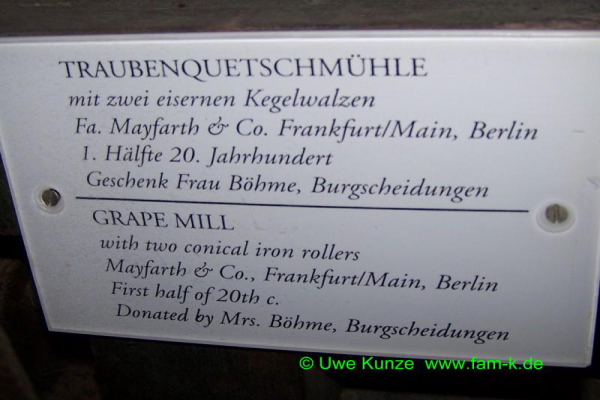 TRAUBENQUETSCHMÜHLE
mit zwei eisernen Kegelwalzen
Fa. Mayfarth & Co. Frankfurt/Main, Berlin
1. Hälfte 20. Jahrhundert
Geschenk Frau Böhme, Burgscheidungen
GRAPE MILL
with two conical iron rollers
Mayfarth & Co., Frankfurt/Main, Berlin
First half of 20th c.
Donated by Mrs. Böhme, Burgscheidungen
© Uwe Kunze www.fam-k.de